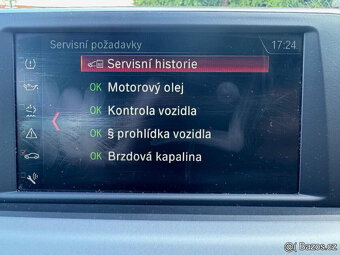 Servisní požadavky 17:24
Servisní historie
OK Motorový olej
OK Kontrola vozidla
OK § prohlídka vozidla
OK Brzdová kapalina
© Bazos.cz